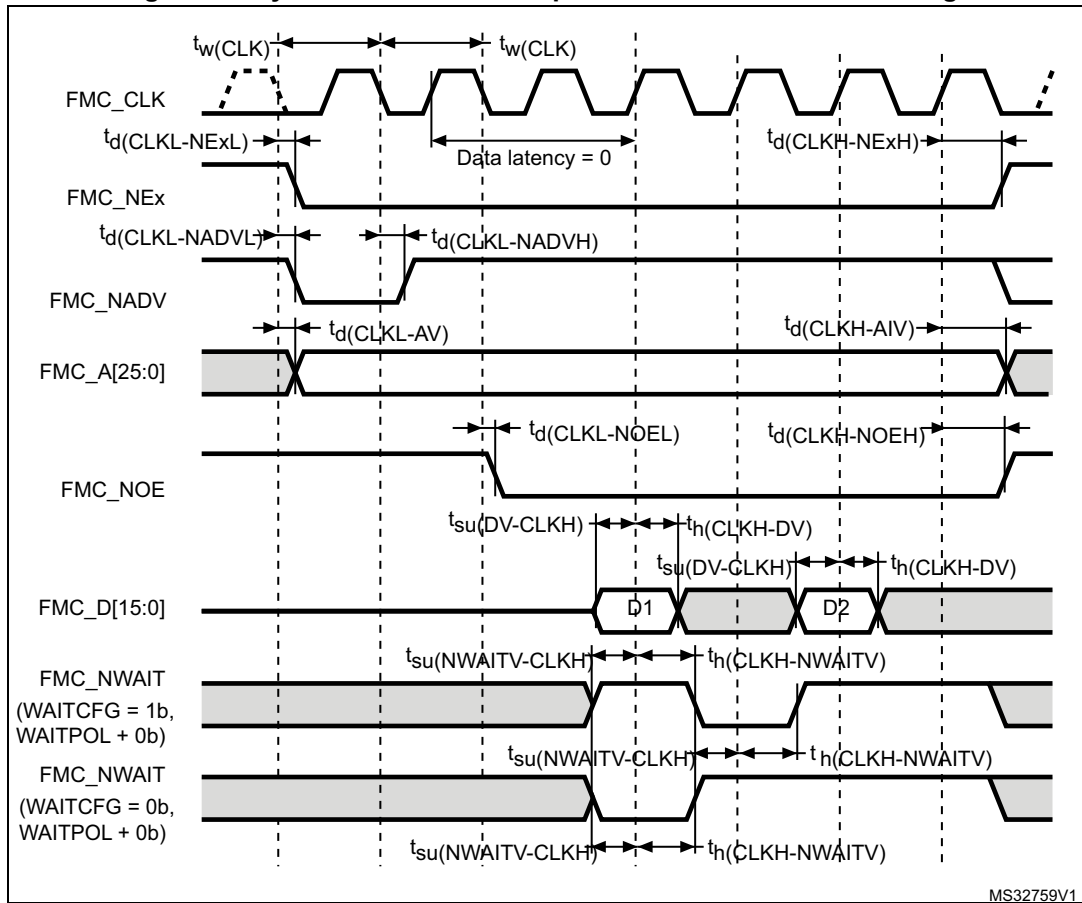 tw(CLK) tw(CLK)
FMC_CLK
td(CLKL-NExL) Data latency = 0 td(CLKH-NExH)
FMC_NEx
td(CLKL-NADVL) td(CLKL-NADVH)
FMC_NADV
td(CLKL-AV) td(CLKH-AIV)
FMC_A[25:0]
td(CLKL-NOEL) td(CLKH-NOEH)
FMC_NOE
tsu(DV-CLKH) th(CLKH-DV)
tsu(DV-CLKH) th(CLKH-DV)
FMC_D[15:0] D1 D2
tsu(NWAITV-CLKH) th(CLKH-NWAITV)
FMC_NWAIT
(WAITCFG = 1b,
WAITPOL + 0b)
tsu(NWAITV-CLKH) th(CLKH-NWAITV)
FMC_NWAIT
(WAITCFG = 0b,
WAITPOL + 0b)
tsu(NWAITV-CLKH) th(CLKH-NWAITV)
MS32759V1